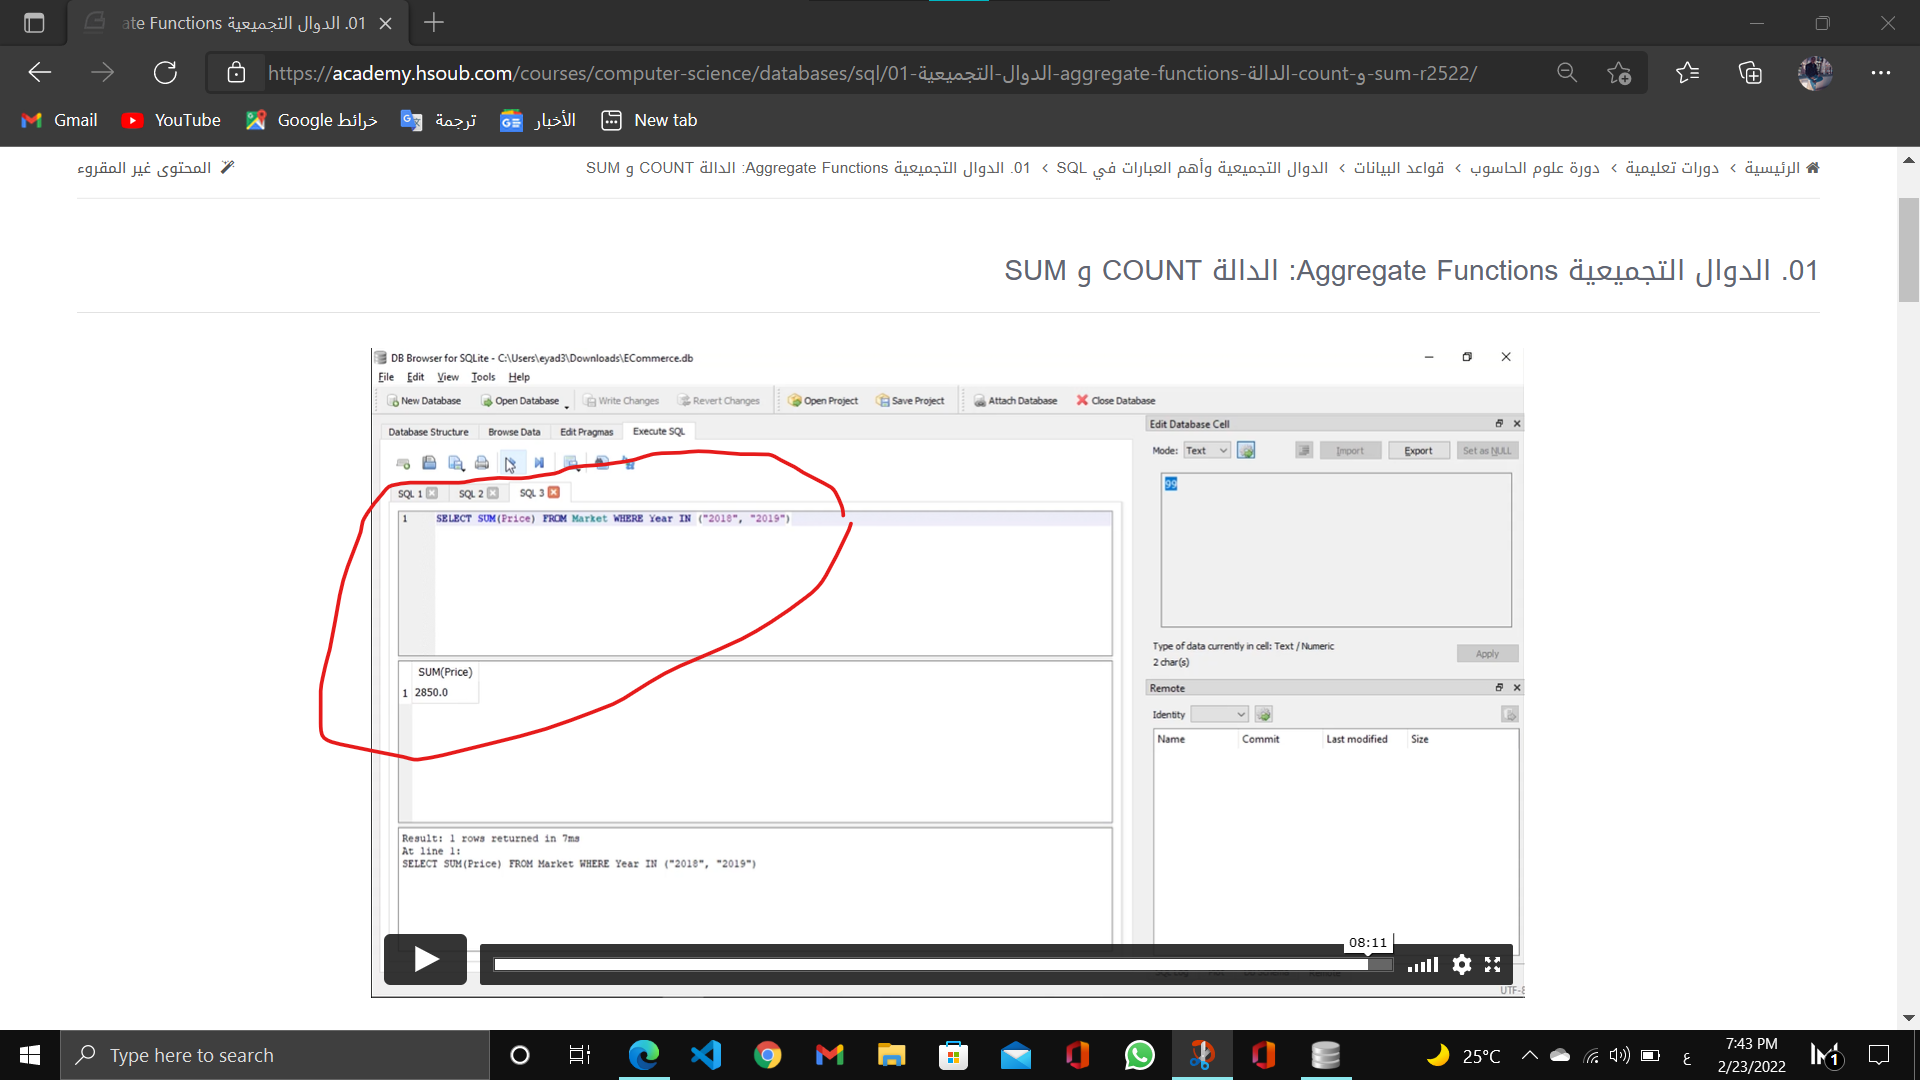 01. الدوال التجميعية ate Functions
https://academy.hsoub.com/courses/computer-science/databases/sql/01-الدوال-التجميعية-aggregate-functions-الدالة-count-و-sum-r2522/
Gmail
YouTube
خرائط Google
ترجمة
الأخبار
New tab
الرئيسية > دورات تعليمية > دورة علوم الحاسوب > قواعد البيانات > الدوال التجميعية وأهم العبارات في SQL > 01. الدوال التجميعية Aggregate Functions: الدالة COUNT و SUM
المحتوى غير المقروء
01. الدوال التجميعية Aggregate Functions: الدالة COUNT و SUM
DB Browser for SQLite - C:\Users\eyad3\Downloads\ECommerce.db
File Edit View Tools Help
New Database Open Database Write Changes Revert Changes Open Project Save Project Attach Database Close Database
Database Structure Browse Data Edit Pragmas Execute SQL
SQL 1 SQL 2 SQL 3
1 SELECT SUM(Price) FROM Market WHERE Year IN ("2018", "2019")
SUM(Price)
1 2850.0
Result: 1 rows returned in 7ms
At line 1:
SELECT SUM(Price) FROM Market WHERE Year IN ("2018", "2019")
Edit Database Cell
Mode: Text Import Export Set as NULL
99
Type of data currently in cell: Text / Numeric
2 char(s)
Apply
Remote
Identity
Name Commit Last modified Size
08:11
UTF-8
Type here to search
25°C
ع
7:43 PM
2/23/2022
1